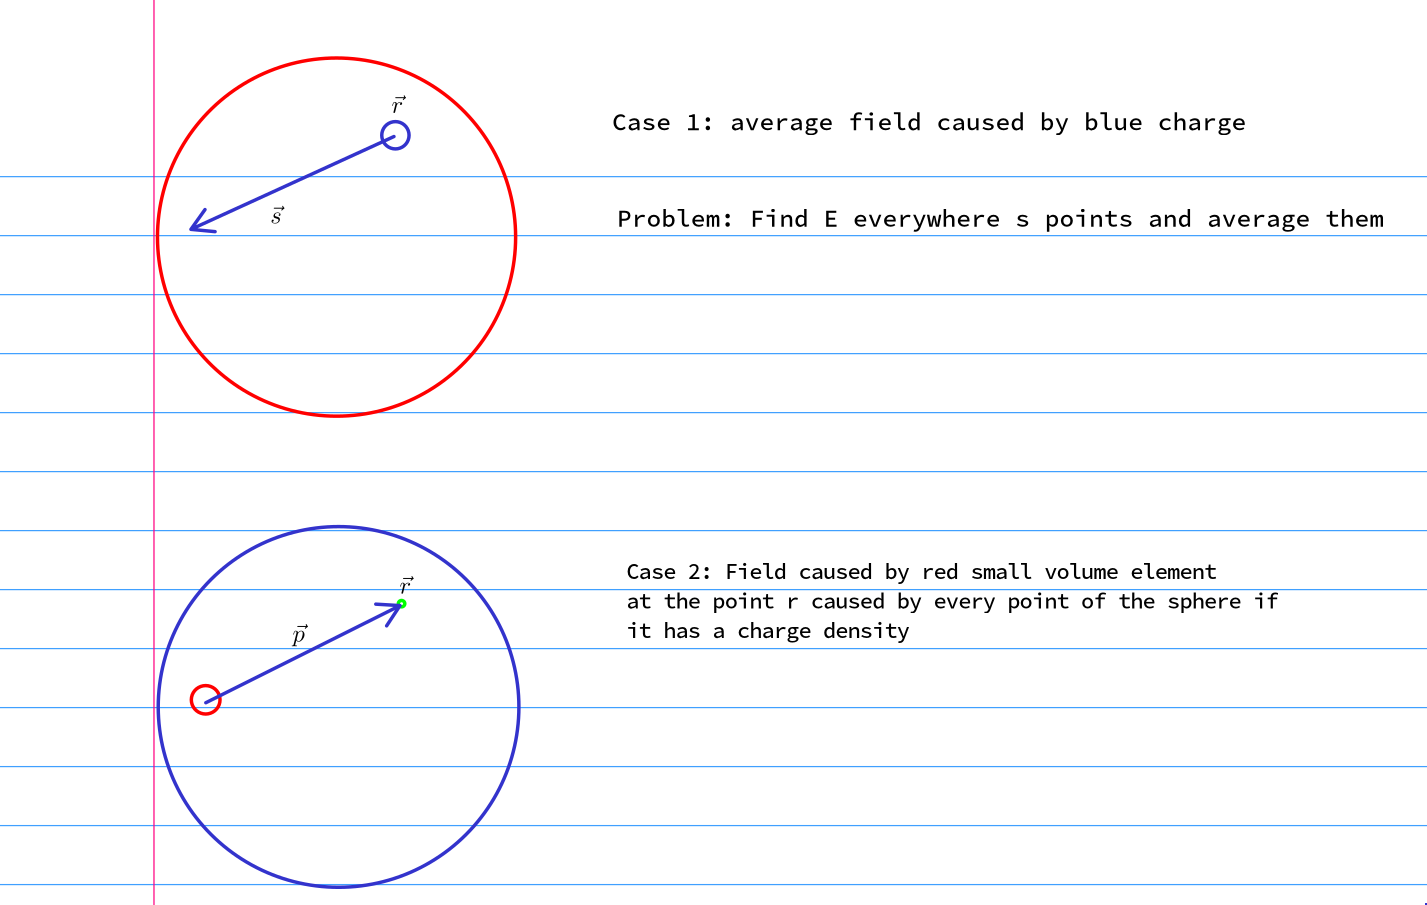 $\vec{r}$
Case 1: average field caused by blue charge
$\vec{s}$
Problem: Find E everywhere s points and average them
Case 2: Field caused by red small volume element
$\vec{r}$
at the point r caused by every point of the sphere if
$\vec{p}$
it has a charge density